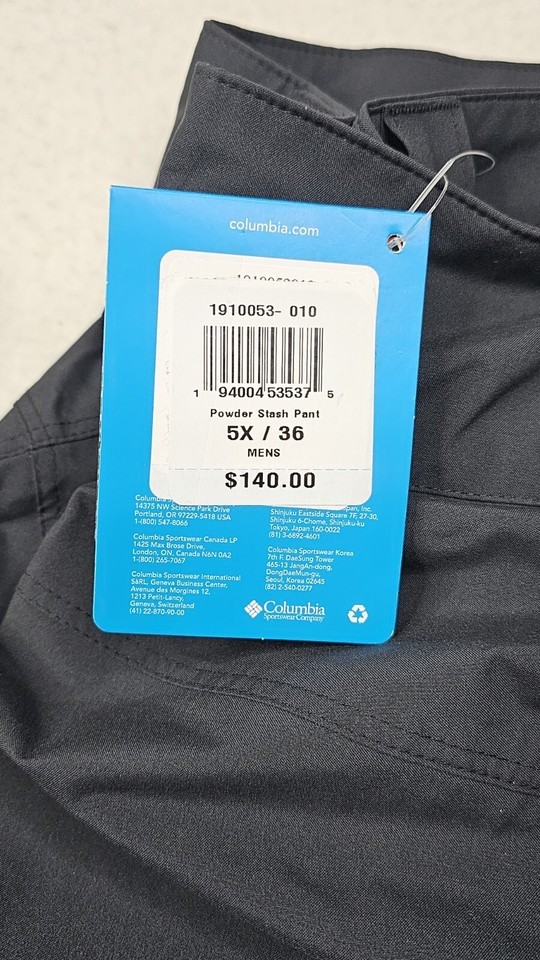 columbia.com
1910053- 010
1 94004 53537 5
Powder Stash Pant
5X / 36
MENS
$140.00
14375 NW Science Park Drive
Portland, OR 97229-5418 USA
1-(800) 547-8066
Columbia Sportswear Canada LP
1425 Max Brose Drive,
London, ON, Canada N6N 0A2
1-(800) 265-7067
Columbia Sportswear International
SàRL, Geneva Business Center,
Avenue des Morgines 12,
1213 Petit-Lancy,
Geneva, Switzerland
(41) 22-870-90-00
Inc.
Shinjuku Eastside Square 7F, 27-30,
Shinjuku 6-Chome, Shinjuku-ku
Tokyo, Japan 160-0022
(81) 3-6892-4601
Columbia Sportswear Korea
7th F. DaeSung Tower
465-13 JangAn-dong,
DongDaeMun-gu,
Seoul, Korea 02645
(82) 2-540-0277
Columbia
Sportswear Company